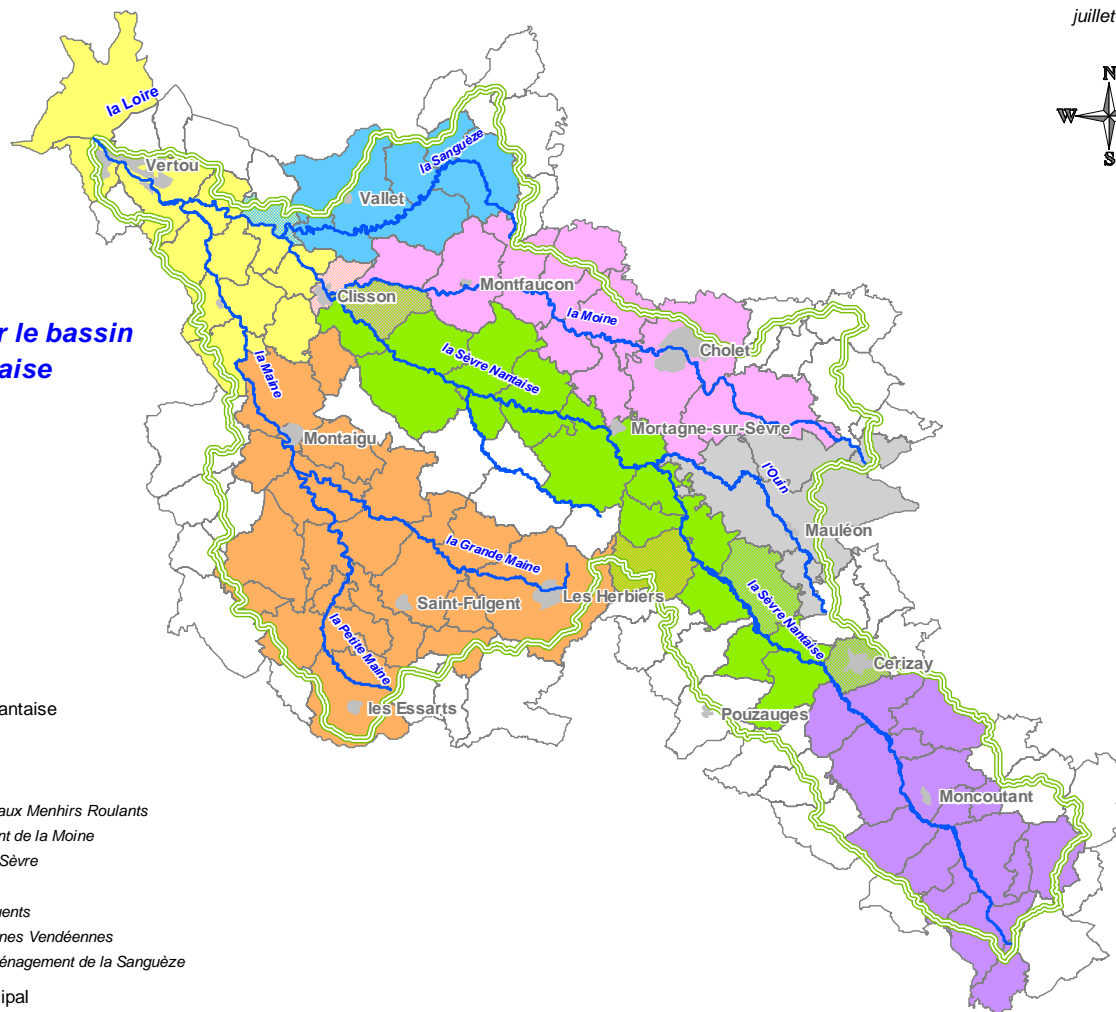 juillet
N
W
S
la Loire
Vertou
la Sanguèze
Vallet
Clisson
Montfaucon
r le bassin
aise
la Moine
Cholet
la Sèvre Nantaise
la Maine
Montaigu
Mortagne-sur-Sèvre
l'Ouin
Mauléon
la Grande Maine
Saint-Fulgent
Les Herbiers
la Petite Maine
la Sèvre Nantaise
Cerizay
les Essarts
Pouzauges
antaise
Moncoutant
aux Menhirs Roulants
nt de la Moine
Sèvre
gents
nes Vendéennes
énagement de la Sanguèze
ipal